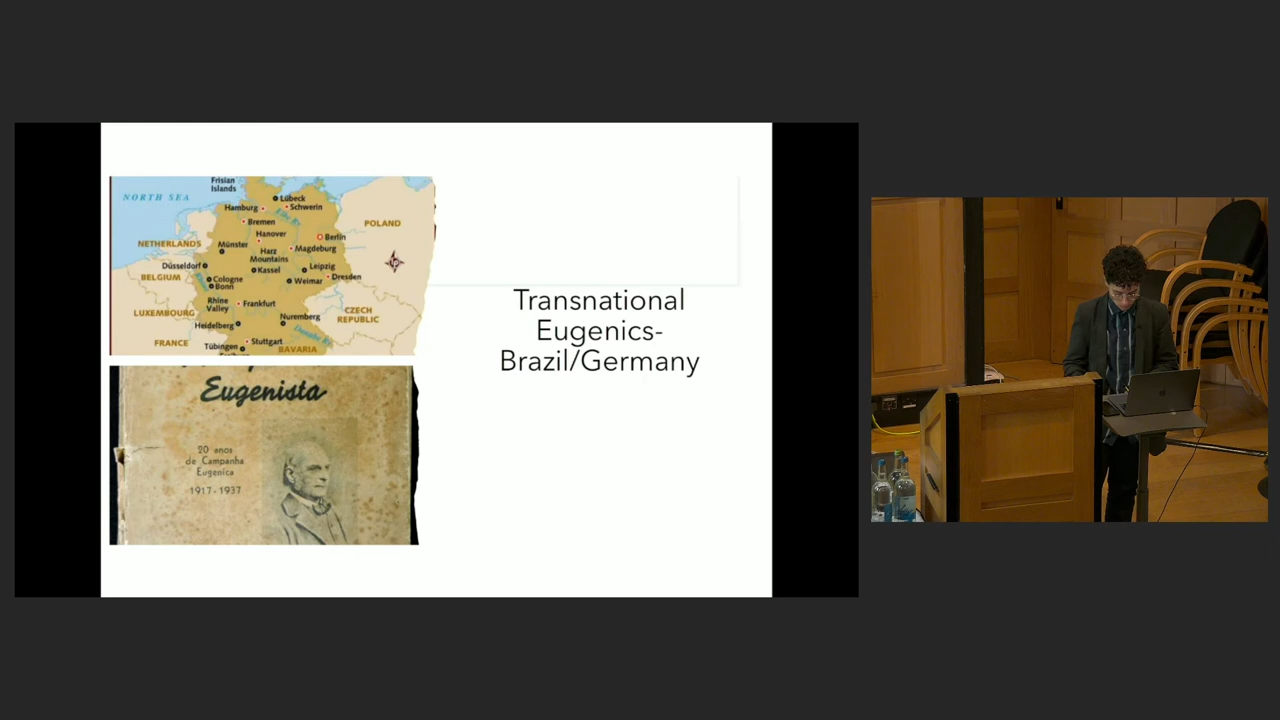 Frisian
Islands
NORTH SEA
Lübeck
Hamburg
Schwerin
Bremen
POLAND
Hanover
Berlin
NETHERLANDS
Münster
Harz
Mountains
Magdeburg
Düsseldorf
Kassel
Leipzig
BELGIUM
Cologne
Bonn
Weimar
Dresden
Rhine
Valley
Frankfurt
LUXEMBOURG
Nuremberg
CZECH
REPUBLIC
Heidelberg
FRANCE
Stuttgart
Tübingen
BAVARIA
Eugenista
20 anos
de Campanha
Eugenica
1917-1937
Transnational
Eugenics-
Brazil/Germany